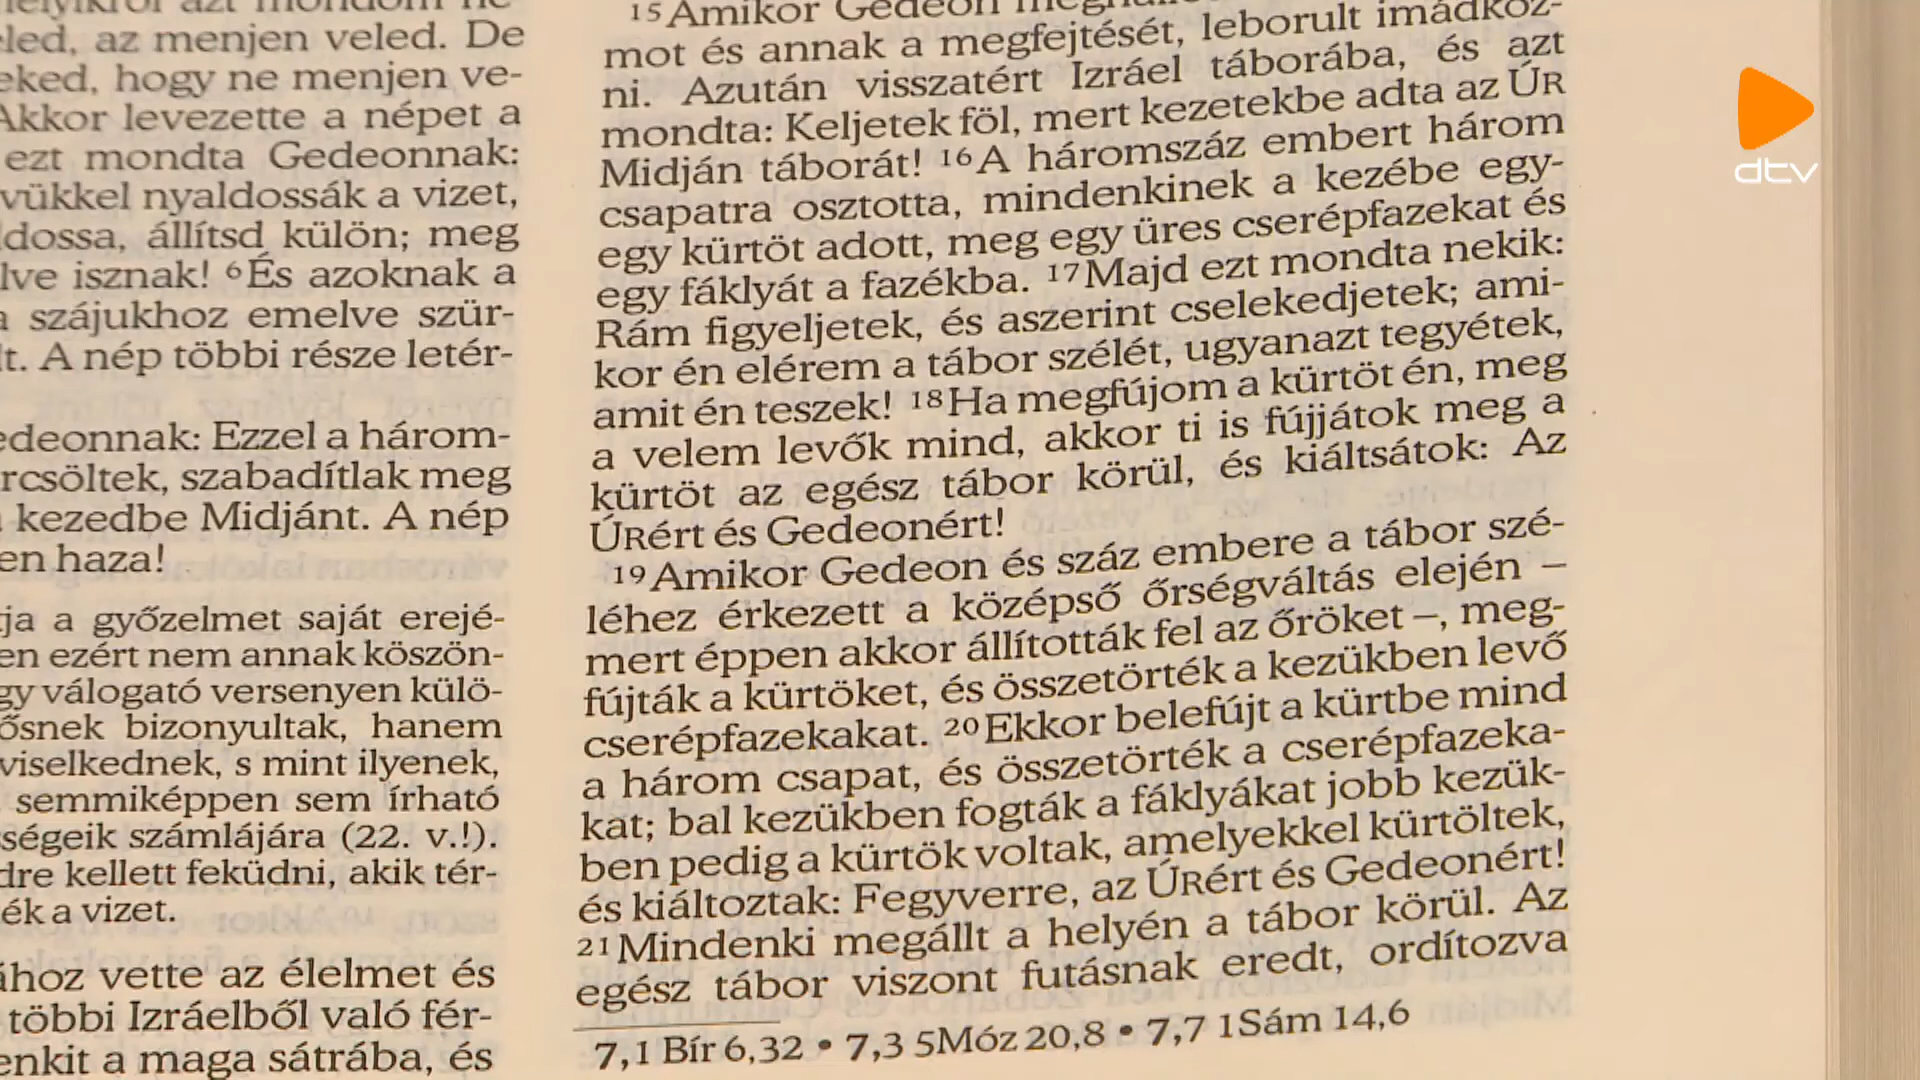 led, az menjen veled. De
eked, hogy ne menjen ve-
Akkor levezette a népet a
ezt mondta Gedeonnak:
vükkel nyaldossák a vizet,
dossa, állítsd külön; meg
lve isznak! 6És azoknak a
a szájukhoz emelve szür-
lt. A nép többi része letér-
edeonnak: Ezzel a három-
rcsöltek, szabadítlak meg
kezedbe Midjánt. A nép
en haza!
ja a győzelmet saját erejé-
en ezért nem annak köszön-
gy válogató versenyen külö-
ősnek bizonyultak, hanem
viselkednek, s mint ilyenek,
semmiképpen sem írható
ségeik számlájára (22. v.!).
dre kellett feküdni, akik tér-
ék a vizet.
ához vette az élelmet és
többi Izráelből való fér-
enkit a maga sátrába, és
15Amikor Gedeon
mot és annak a megfejtését, leborult imádkoz-
ni. Azután visszatért Izráel táborába, és azt
mondta: Keljetek föl, mert kezetekbe adta az ÚR
Midján táborát! 16A háromszáz embert három
csapatra osztotta, mindenkinek a kezébe egy-
egy kürtöt adott, meg egy üres cserépfazekat és
egy fáklyát a fazékba. 17Majd ezt mondta nekik:
Rám figyeljetek, és aszerint cselekedjetek; ami-
kor én elérem a tábor szélét, ugyanazt tegyétek,
amit én teszek! 18Ha megfújom a kürtöt én, meg
a velem levők mind, akkor ti is fújjátok meg a
kürtöt az egész tábor körül, és kiáltsátok: Az
ÚRért és Gedeonért!
19Amikor Gedeon és száz embere a tábor szé-
léhez érkezett a középső őrségváltás elején –
mert éppen akkor állították fel az őröket –, meg-
fújták a kürtöket, és összetörték a kezükben levő
cserépfazekakat. 20Ekkor belefújt a kürtbe mind
a három csapat, és összetörték a cserépfazeka-
kat; bal kezükben fogták a fáklyákat jobb kezük-
ben pedig a kürtök voltak, amelyekkel kürtöltek,
és kiáltoztak: Fegyverre, az ÚRért és Gedeonért!
21Mindenki megállt a helyén a tábor körül. Az
egész tábor viszont futásnak eredt, ordítozva
7,1 Bír 6,32 • 7,3 5Móz 20,8 • 7,7 1Sám 14,6
dtv